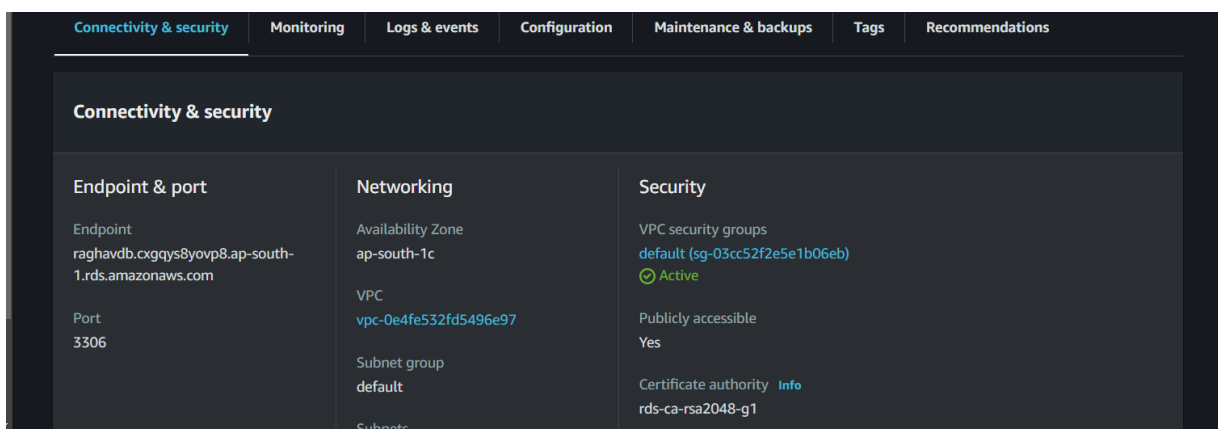 Connectivity & security
Monitoring
Logs & events
Configuration
Maintenance & backups
Tags
Recommendations
Connectivity & security
Endpoint & port
Endpoint
raghavdb.cxgqys8yovp8.ap-south-
1.rds.amazonaws.com
Port
3306
Networking
Availability Zone
ap-south-1c
VPC
vpc-0e4fe532fd5496e97
Subnet group
default
Subnets
Security
VPC security groups
default (sg-03cc52f2e5e1b06eb)
Active
Publicly accessible
Yes
Certificate authority Info
rds-ca-rsa2048-g1